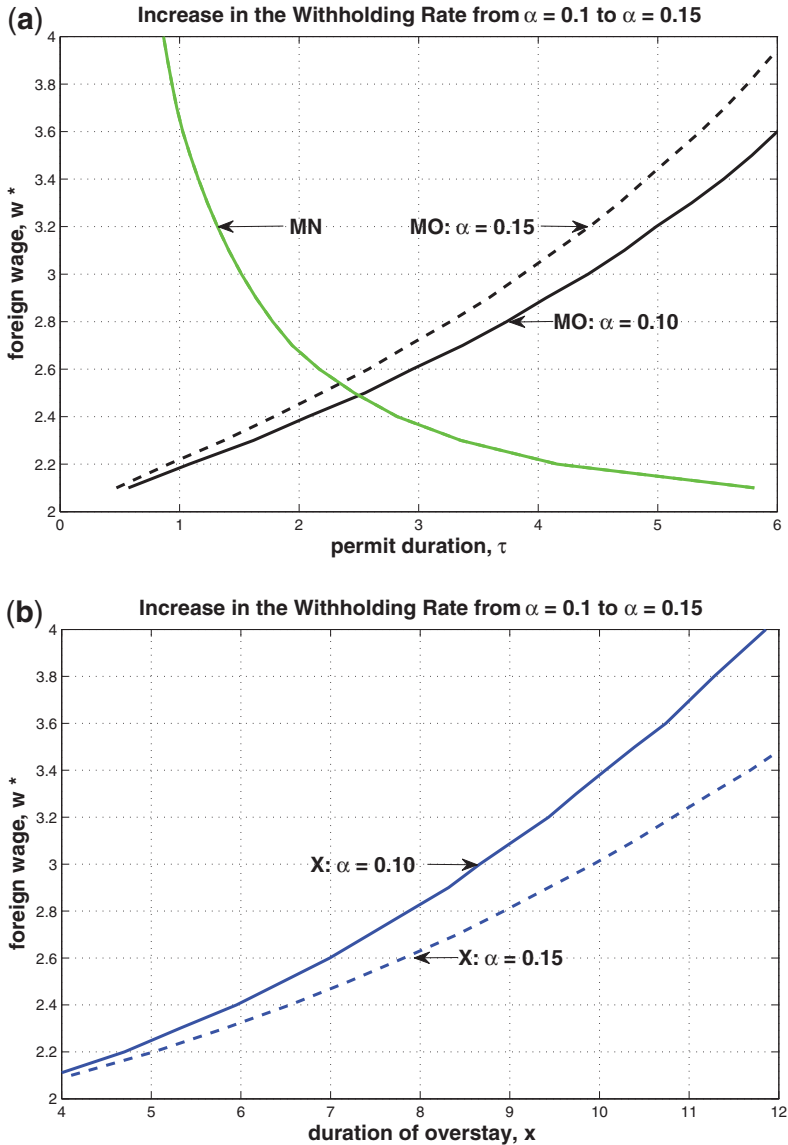 (a)
Increase in the Withholding Rate from α = 0.1 to α = 0.15
4
3.8
3.6
3.4
3.2
3
2.8
2.6
2.4
2.2
2
foreign wage, w *
MN
MO: α = 0.15
MO: α = 0.10
0 1 2 3 4 5 6
permit duration, τ
(b)
Increase in the Withholding Rate from α = 0.1 to α = 0.15
4
3.8
3.6
3.4
3.2
3
2.8
2.6
2.4
2.2
2
foreign wage, w *
X: α = 0.10
X: α = 0.15
4 5 6 7 8 9 10 11 12
duration of overstay, x